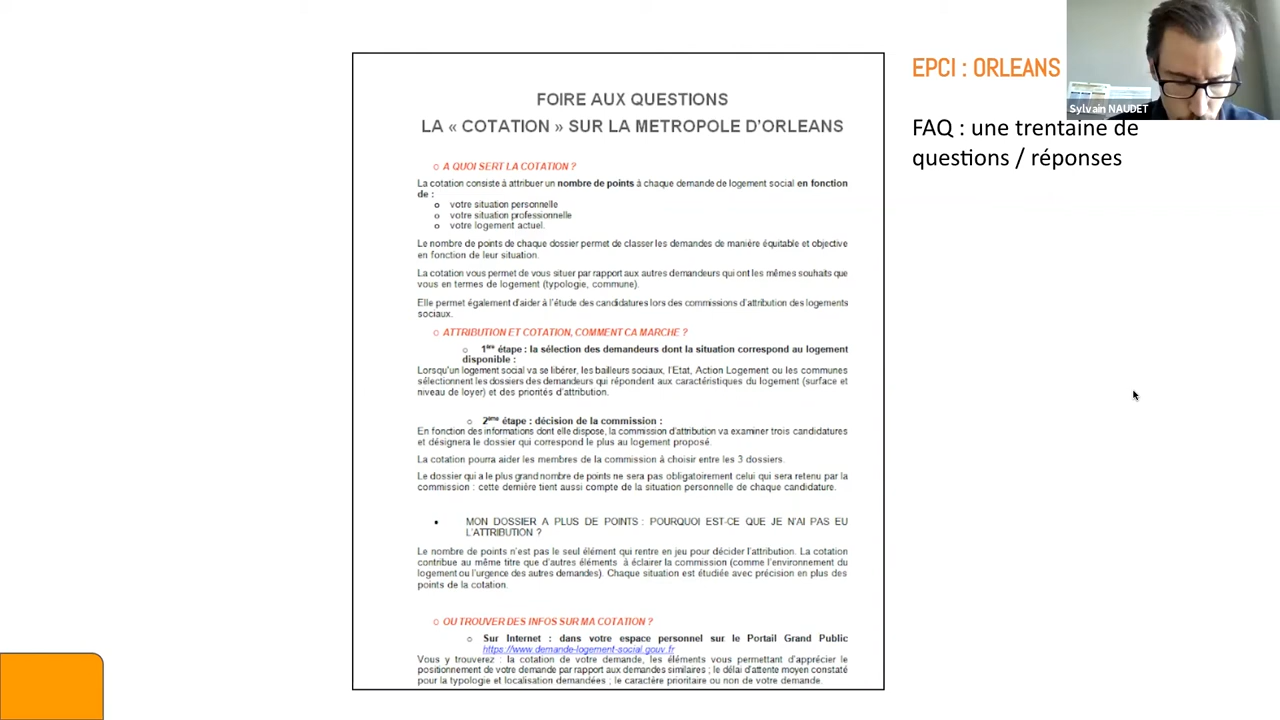 FOIRE AUX QUESTIONS
LA « COTATION » SUR LA METROPOLE D'ORLEANS
o A QUOI SERT LA COTATION ?
La cotation consiste à attribuer un nombre de points à chaque demande de logement social en fonction
de :
o votre situation personnelle
o votre situation professionnelle
o votre logement actuel.
Le nombre de points de chaque dossier permet de classer les demandes de manière équitable et objective
en fonction de leur situation.
La cotation vous permet de vous situer par rapport aux autres demandeurs qui ont les mêmes souhaits que
vous en termes de logement (typologie, commune).
Elle permet également d'aider à l'étude des candidatures lors des commissions d'attribution des logements
sociaux.
o ATTRIBUTION ET COTATION, COMMENT CA MARCHE ?
o 1ère étape : la sélection des demandeurs dont la situation correspond au logement
disponible :
Lorsqu'un logement social va se libérer, les bailleurs sociaux, l'Etat, Action Logement ou les communes
sélectionnent les dossiers des demandeurs qui répondent aux caractéristiques du logement (surface et
niveau de loyer) et des priorités d'attribution.
o 2ème étape : décision de la commission :
En fonction des informations dont elle dispose, la commission d'attribution va examiner trois candidatures
et désignera le dossier qui correspond le plus au logement proposé.
La cotation pourra aider les membres de la commission à choisir entre les 3 dossiers.
Le dossier qui a le plus grand nombre de points ne sera pas obligatoirement celui qui sera retenu par la
commission : cette dernière tient aussi compte de la situation personnelle de chaque candidature.
• MON DOSSIER A PLUS DE POINTS : POURQUOI EST-CE QUE JE N'AI PAS EU
L'ATTRIBUTION ?
Le nombre de points n'est pas le seul élément qui rentre en jeu pour décider l'attribution. La cotation
contribue au même titre que d'autres éléments à éclairer la commission (comme l'environnement du
logement ou l'urgence des autres demandes). Chaque situation est étudiée avec précision en plus des
points de la cotation.
o OU TROUVER DES INFOS SUR MA COTATION ?
o Sur Internet : dans votre espace personnel sur le Portail Grand Public
https://www.demande-logement-social.gouv.fr
Vous y trouverez : la cotation de votre demande, les éléments vous permettant d'apprécier le
positionnement de votre demande par rapport aux demandes similaires ; le délai d'attente moyen constaté
pour la typologie et localisation demandées ; le caractère prioritaire ou non de votre demande.
EPCI : ORLEANS
Sylvain NAUDET
FAQ : une trentaine de
questions / réponses